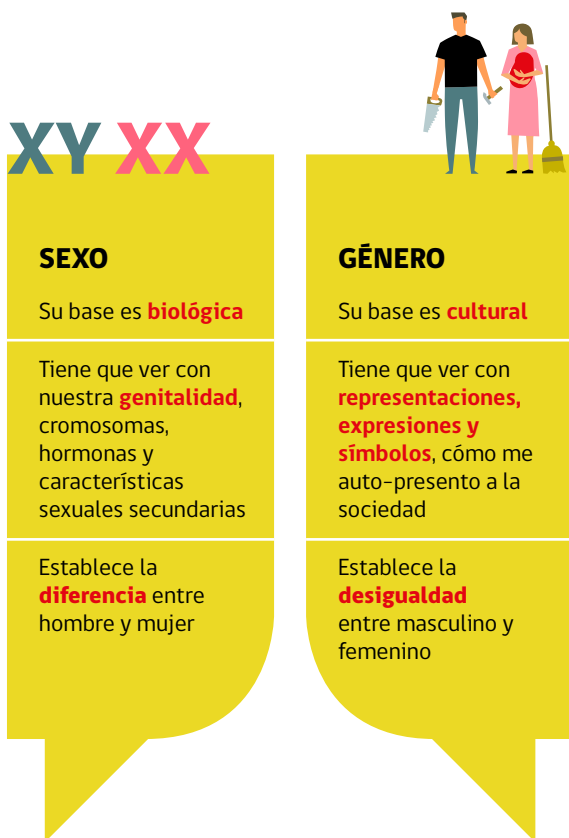 XY XX
SEXO
Su base es biológica
Tiene que ver con
nuestra genitalidad,
cromosomas,
hormonas y
características
sexuales secundarias
Establece la
diferencia entre
hombre y mujer
GÉNERO
Su base es cultural
Tiene que ver con
representaciones,
expresiones y
símbolos, cómo me
auto-presento a la
sociedad
Establece la
desigualdad
entre masculino y
femenino